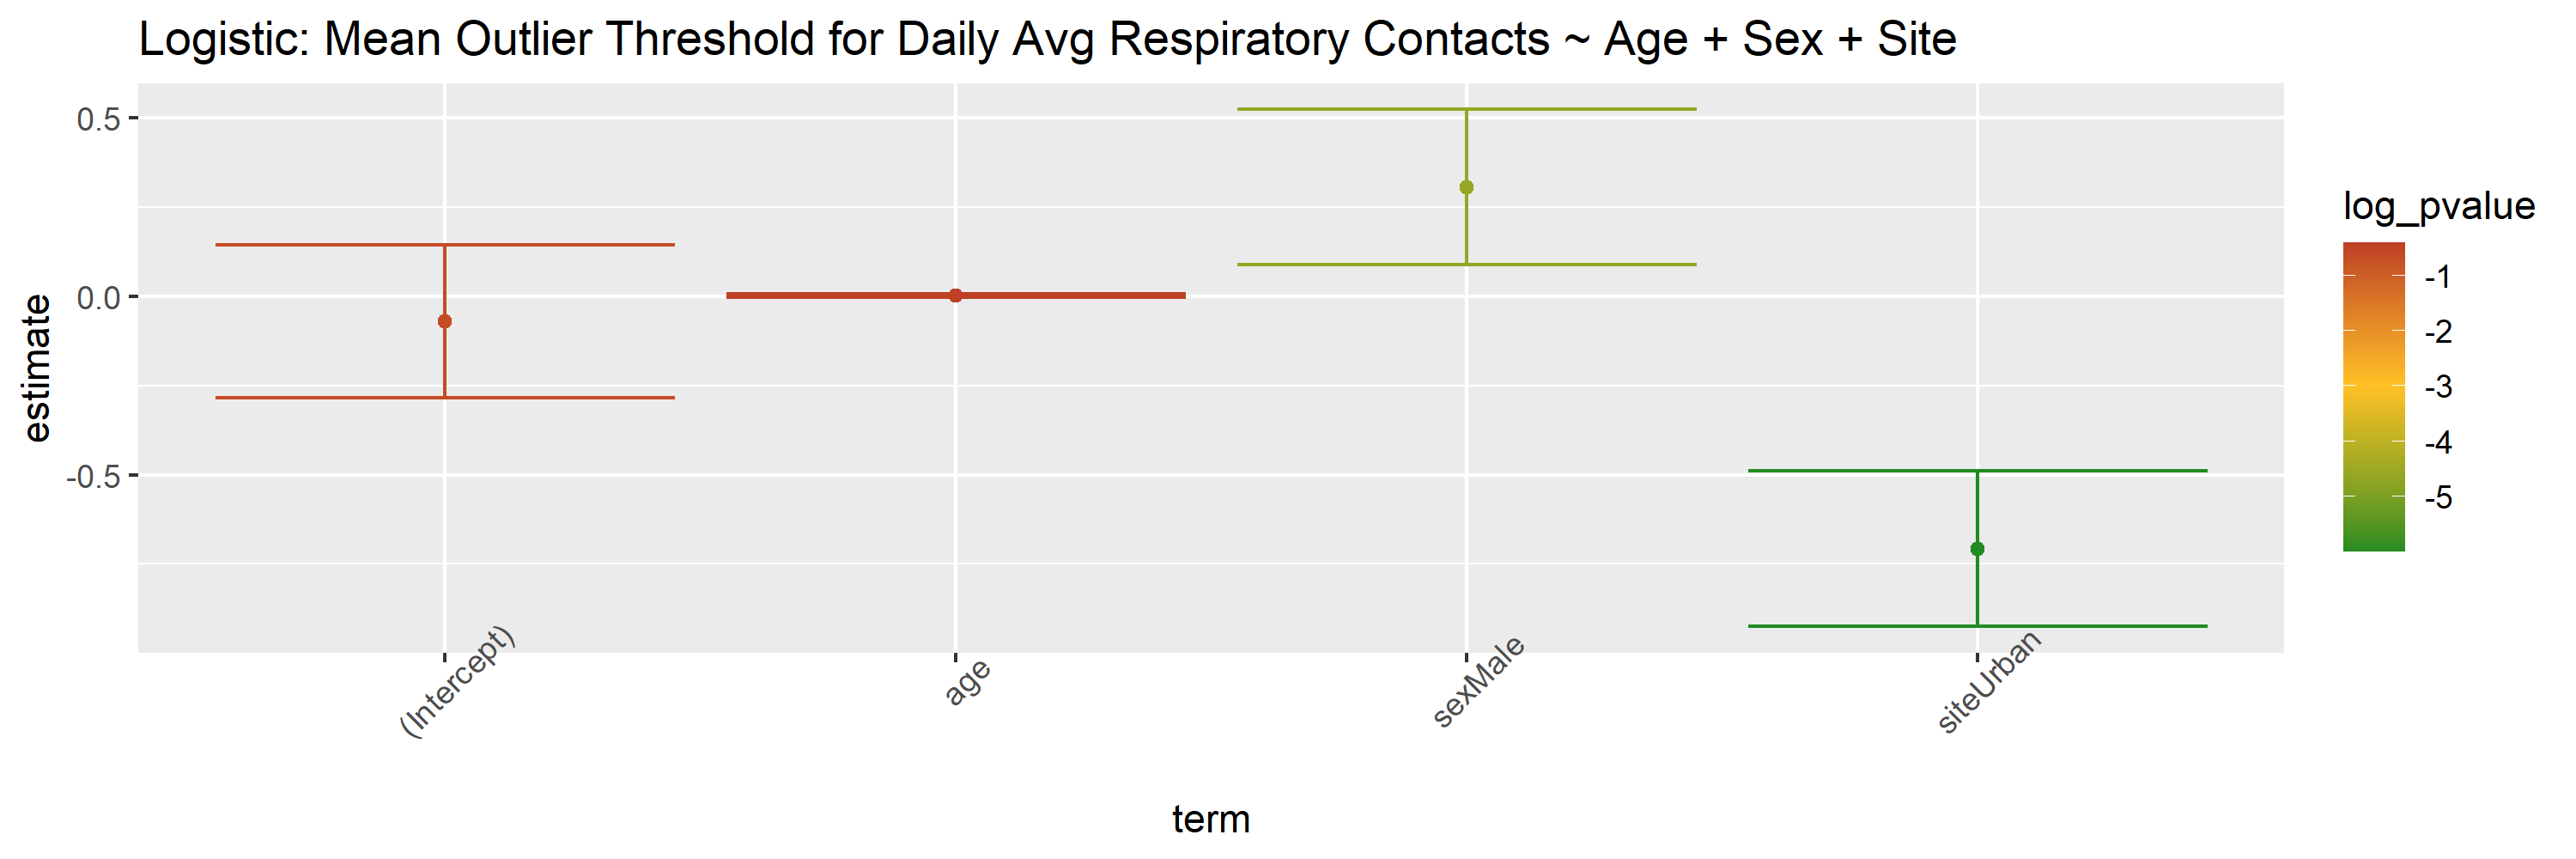 Logistic: Mean Outlier Threshold for Daily Avg Respiratory Contacts ~ Age + Sex + Site
estimate
0.5
0.0
-0.5
(Intercept)
age
sexMale
siteUrban
term
log_pvalue
-1
-2
-3
-4
-5